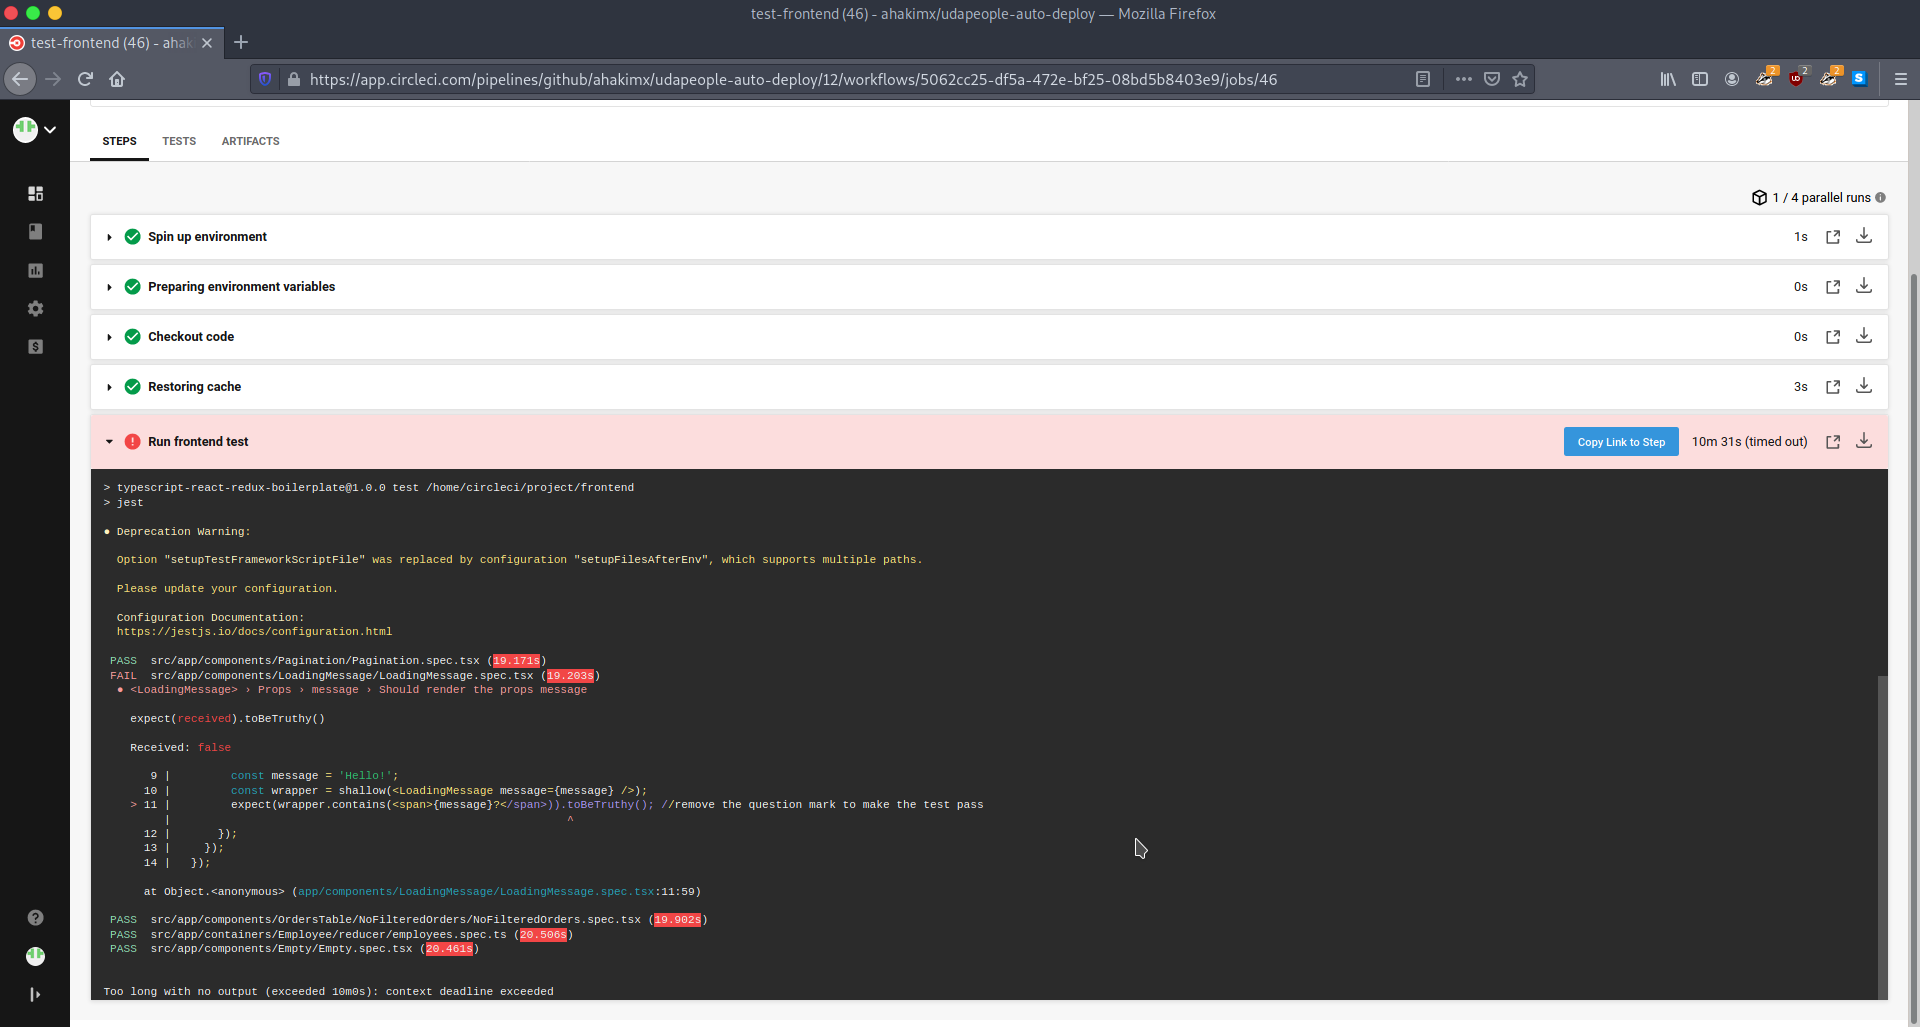 test-frontend (46) - ahakimx/udapeople-auto-deploy — Mozilla Firefox
test-frontend (46) - ahak
https://app.circleci.com/pipelines/github/ahakimx/udapeople-auto-deploy/12/workflows/5062cc25-df5a-472e-bf25-08bd5b8403e9/jobs/46
2
2
2
S
STEPS TESTS ARTIFACTS
1 / 4 parallel runs
Spin up environment 1s
Preparing environment variables 0s
Checkout code 0s
Restoring cache 3s
Run frontend test Copy Link to Step 10m 31s (timed out)
> typescript-react-redux-boilerplate@1.0.0 test /home/circleci/project/frontend
> jest
● Deprecation Warning:
Option "setupTestFrameworkScriptFile" was replaced by configuration "setupFilesAfterEnv", which supports multiple paths.
Please update your configuration.
Configuration Documentation:
https://jestjs.io/docs/configuration.html
PASS src/app/components/Pagination/Pagination.spec.tsx (19.171s)
FAIL src/app/components/LoadingMessage/LoadingMessage.spec.tsx (19.203s)
● <LoadingMessage> › Props › message › Should render the props message
expect(received).toBeTruthy()
Received: false
9 | const message = 'Hello!';
10 | const wrapper = shallow(<LoadingMessage message={message} />);
> 11 | expect(wrapper.contains(<span>{message}?</span>)).toBeTruthy(); //remove the question mark to make the test pass
| ^
12 | });
13 | });
14 | });
at Object.<anonymous> (app/components/LoadingMessage/LoadingMessage.spec.tsx:11:59)
PASS src/app/components/OrdersTable/NoFilteredOrders/NoFilteredOrders.spec.tsx (19.902s)
PASS src/app/containers/Employee/reducer/employees.spec.ts (20.506s)
PASS src/app/components/Empty/Empty.spec.tsx (20.461s)
Too long with no output (exceeded 10m0s): context deadline exceeded